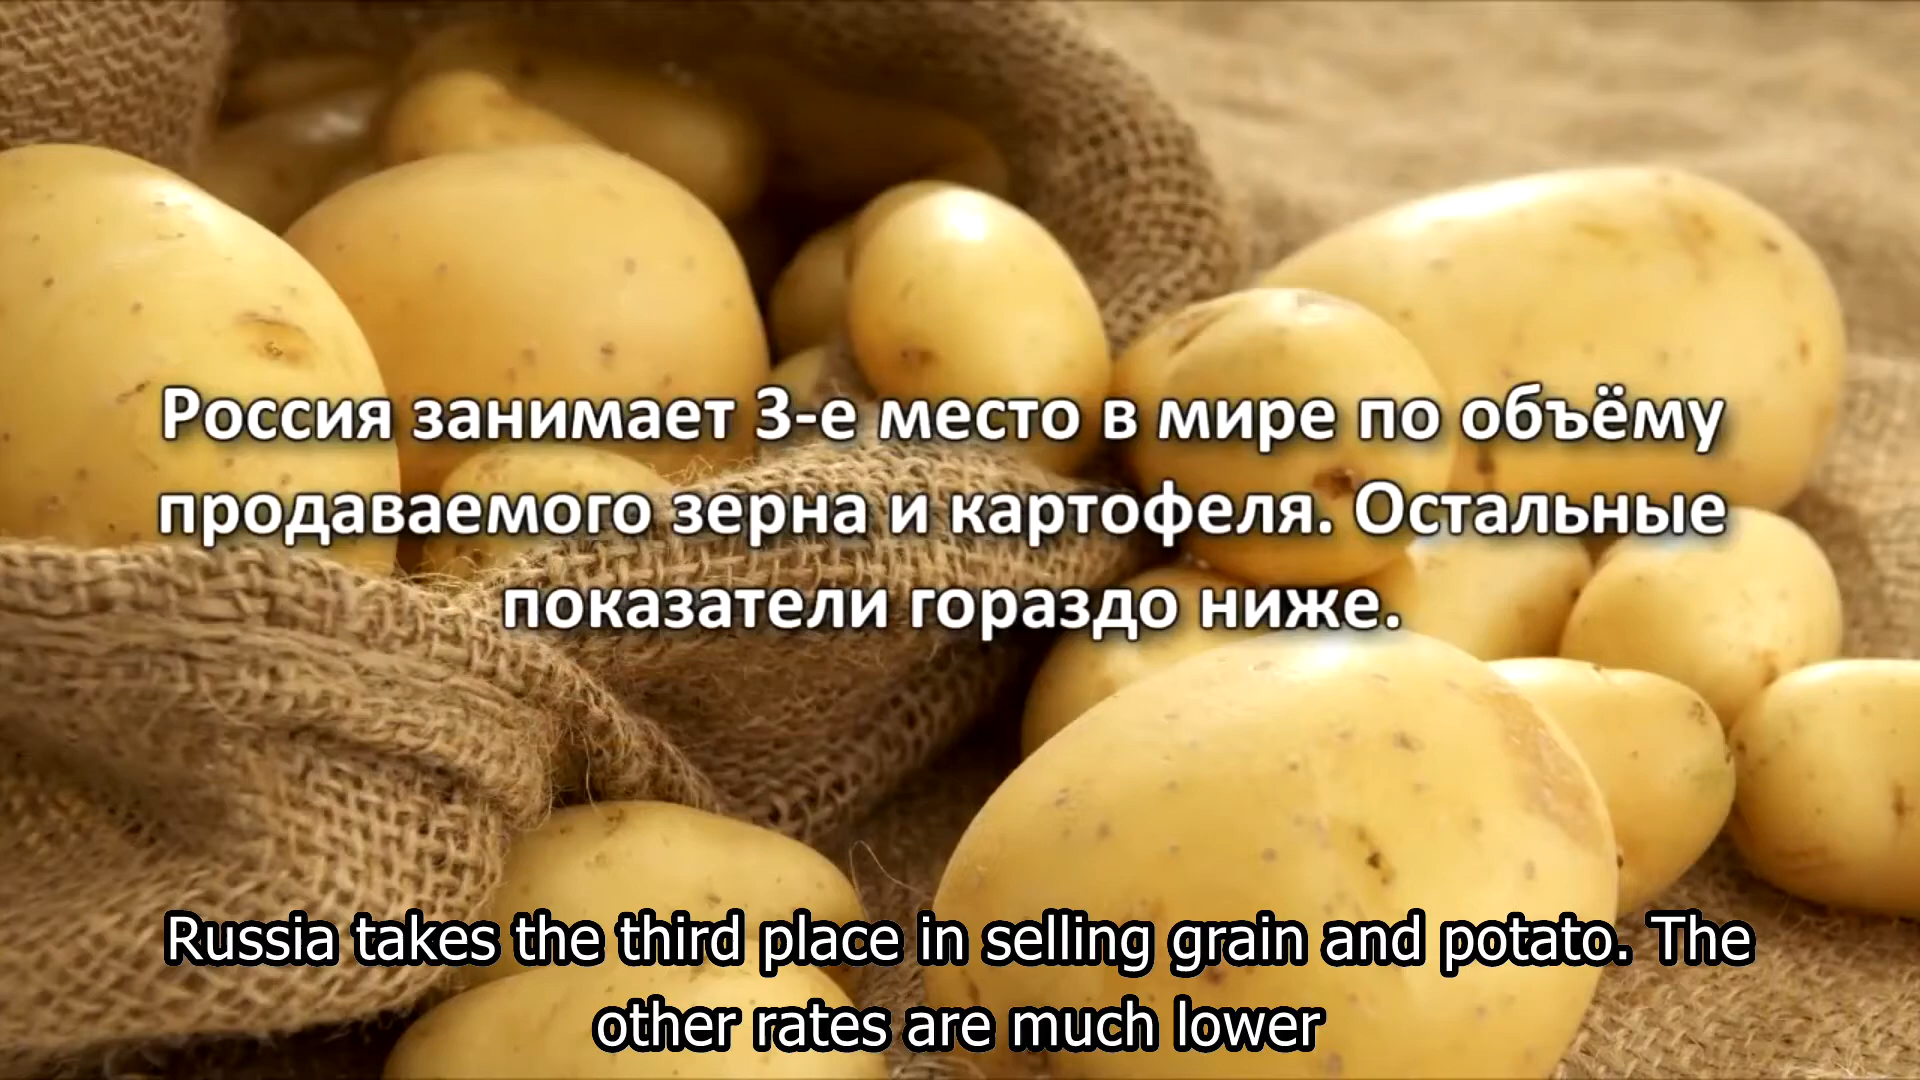 Россия занимает 3-е место в мире по объёму
продаваемого зерна и картофеля. Остальные
показатели гораздо ниже.
Russia takes the third place in selling grain and potato. The
other rates are much lower